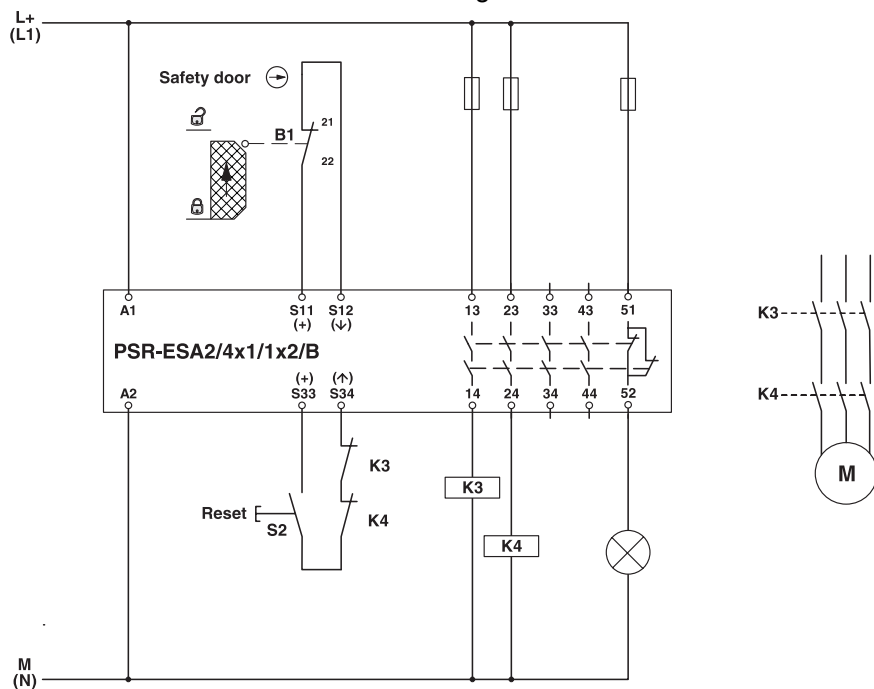 L+
(L1)
Safety door
B1
21
22
A1
S11
(+)
S12
(↓)
13
23
33
43
51
PSR-ESA2/4x1/1x2/B
A2
(+)
S33
(↑)
S34
14
24
34
44
52
K3
K4
Reset
S2
K3
K4
K3
K4
M
M
(N)